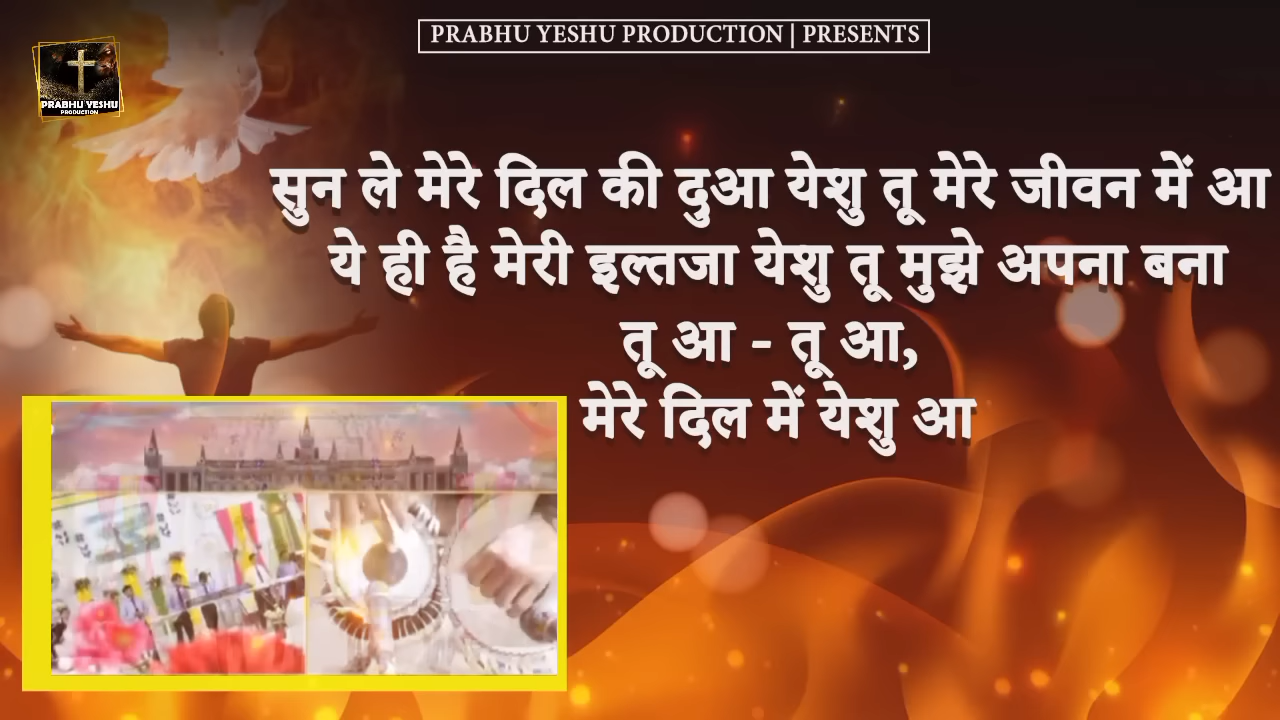 PRABHU YESHU PRODUCTION | PRESENTS
PRABHU YESHU
PRODUCTION
सुन ले मेरे दिल की दुआ येशु तू मेरे जीवन में आ
ये ही है मेरी इल्तजा येशु तू मुझे अपना बना
तू आ - तू आ,
मेरे दिल में येशु आ